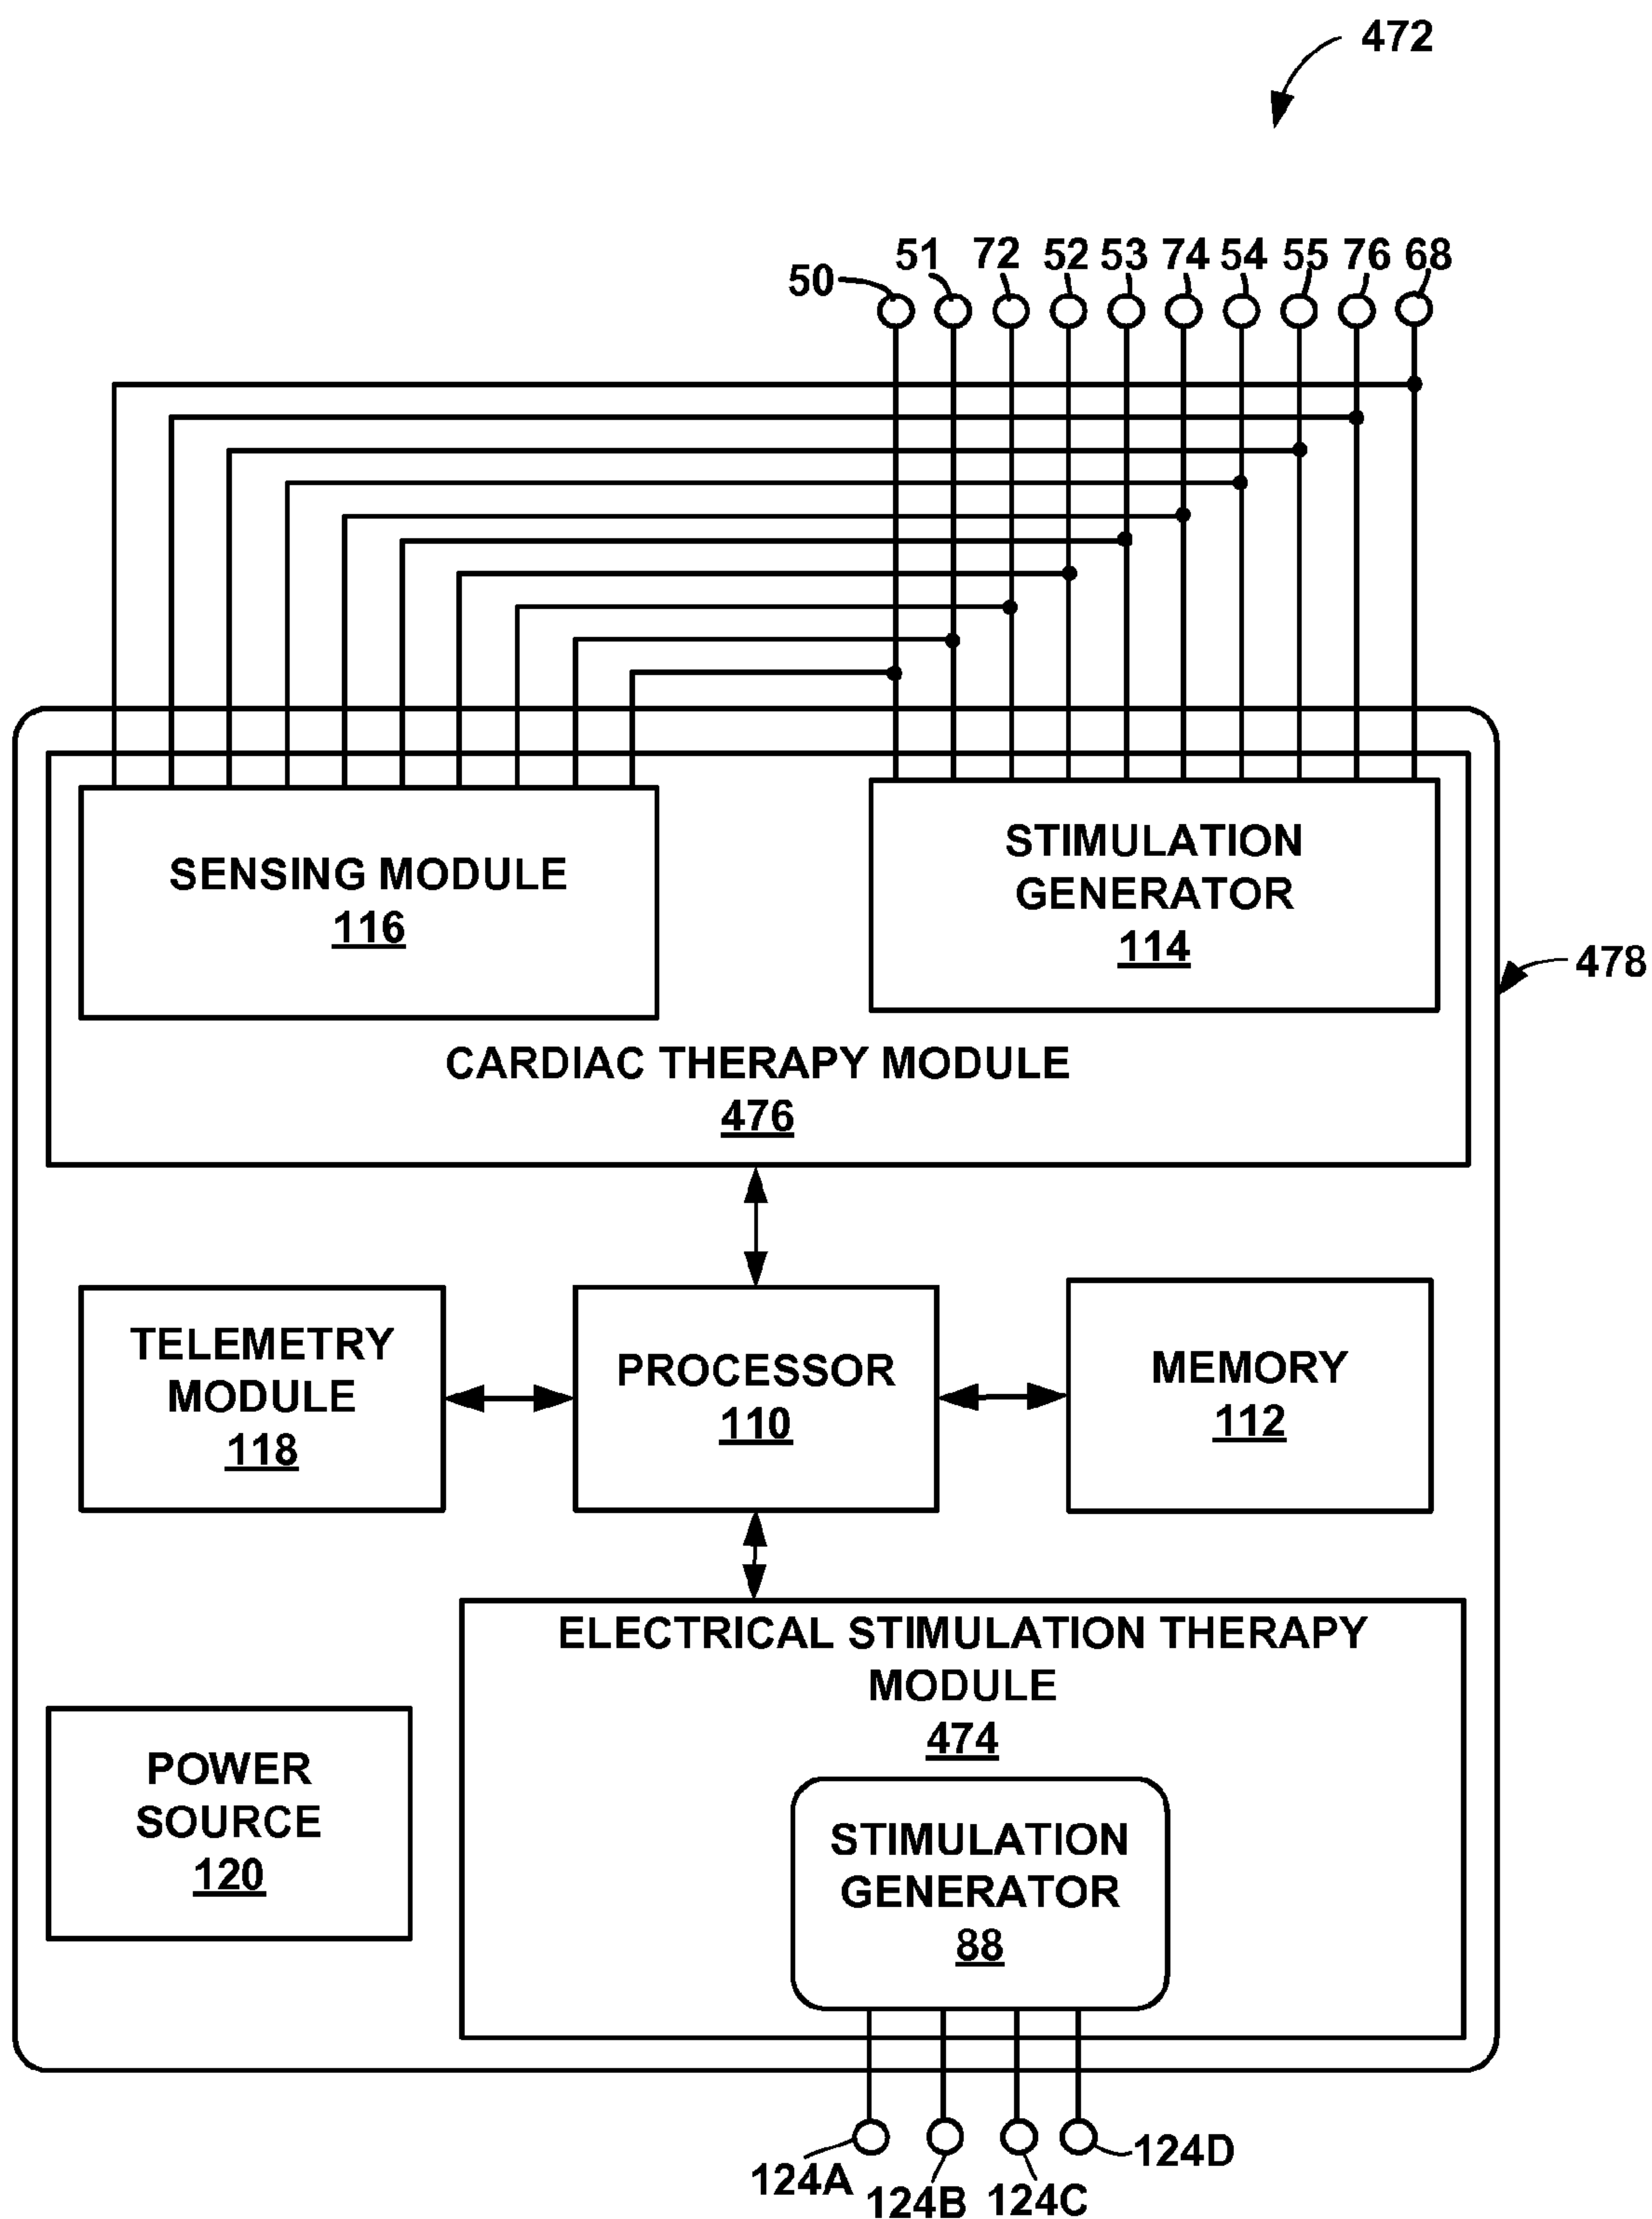 472
50 51 72 52 53 74 54 55 76 68
SENSING MODULE
116
STIMULATION
GENERATOR
114
478
CARDIAC THERAPY MODULE
476
TELEMETRY
MODULE
118
PROCESSOR
110
MEMORY
112
ELECTRICAL STIMULATION THERAPY
MODULE
474
POWER
SOURCE
120
STIMULATION
GENERATOR
88
124A 124B 124C 124D